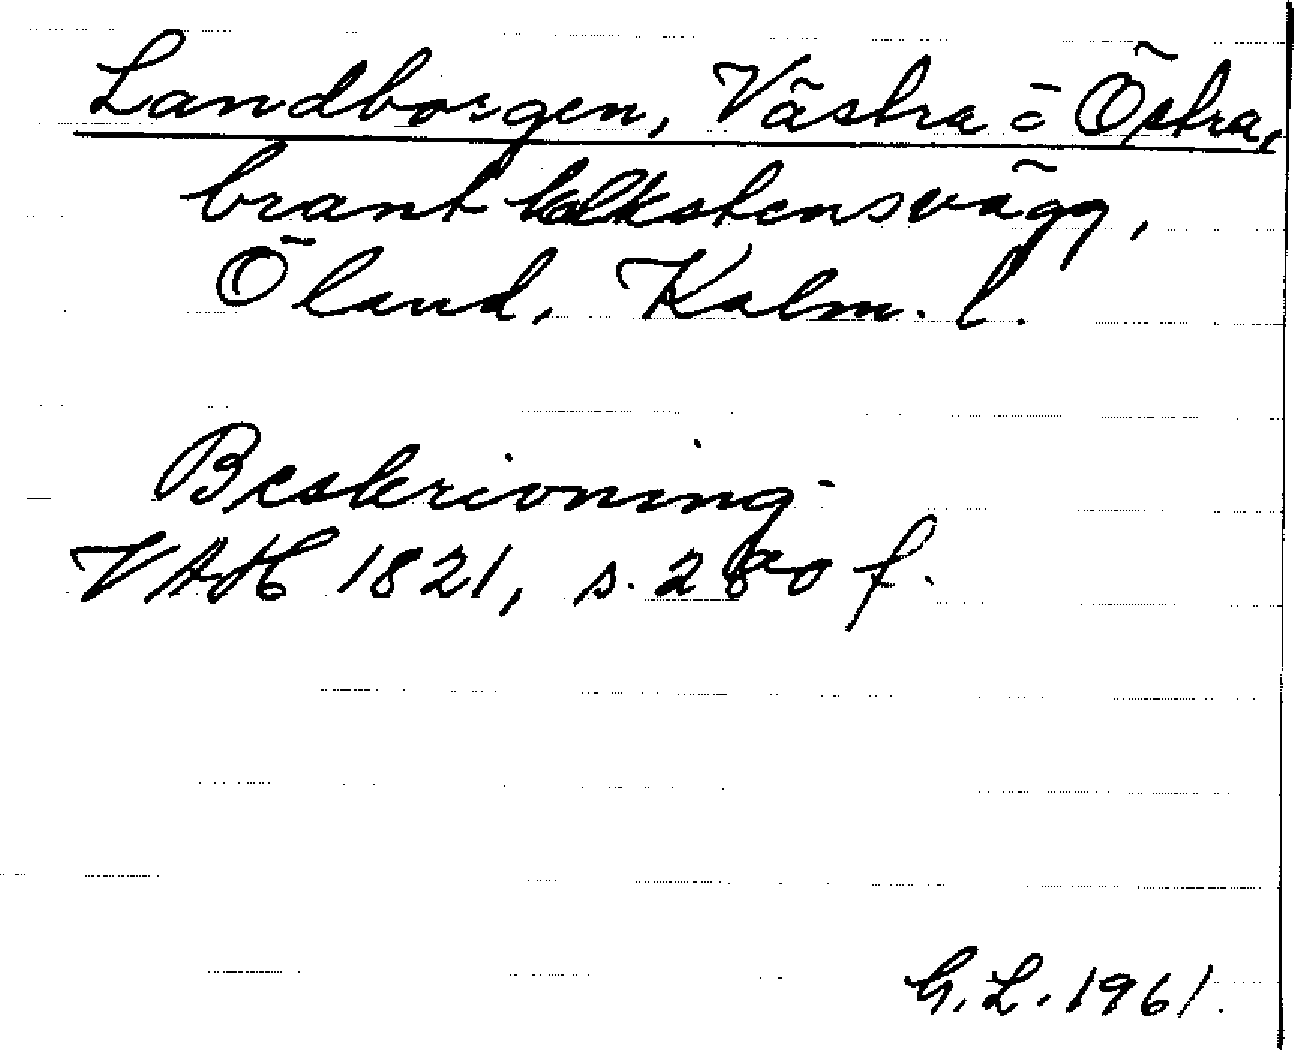 Landborgen, Västra o Östra,
brant kalkstensvägg,
Öland, Kalm. l.
Beskrivning
VAH 1821, s. 280 f.
G. L. 1961.